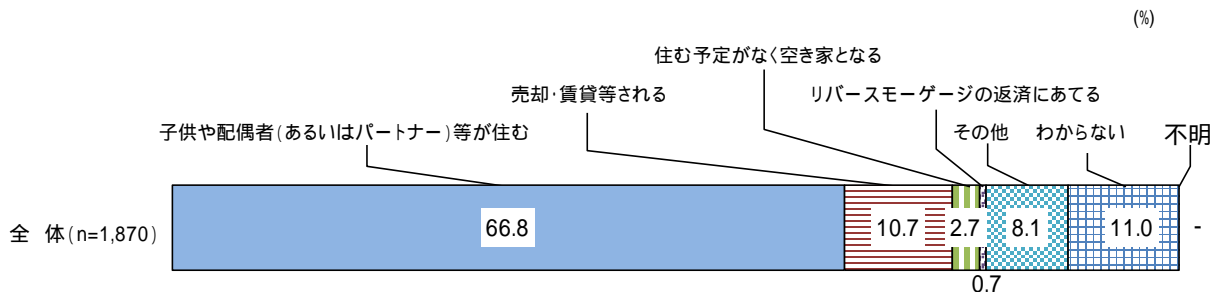 (%)
住む予定がなく空き家となる
売却・賃貸等される
リバースモーゲージの返済にあてる
子供や配偶者(あるいはパートナー)等が住む
その他
わからない
不明
全 体(n=1,870)
66.8
10.7
2.7
8.1
11.0
-
0.7